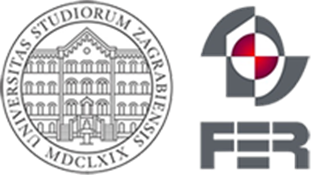 UNIVERSITAS STUDIORUM ZAGRABIENSIS
MDCLXIX
FER